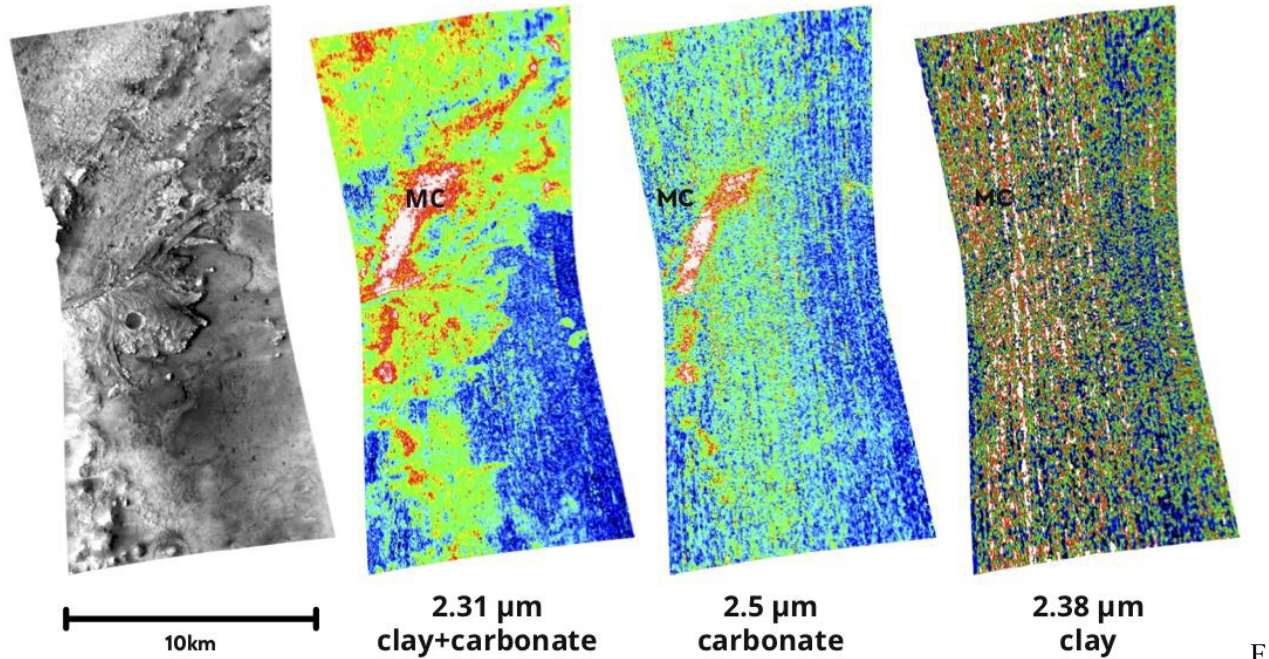 MC
MC
MC
10km
2.31 µm
clay+carbonate
2.5 µm
carbonate
2.38 µm
clay
F